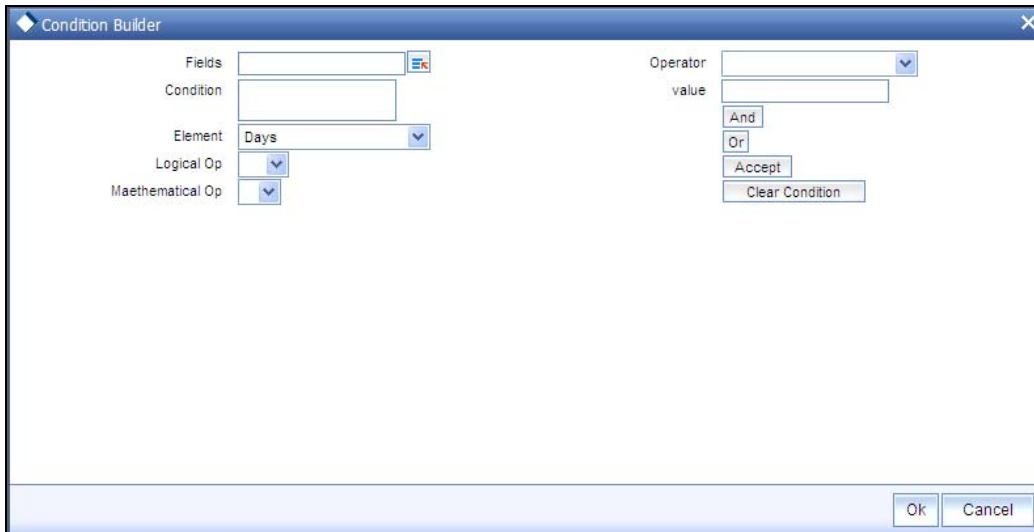 Condition Builder
Fields
Operator
Condition
value
And
Element Days
Or
Logical Op
Accept
Maethematical Op
Clear Condition
Ok
Cancel